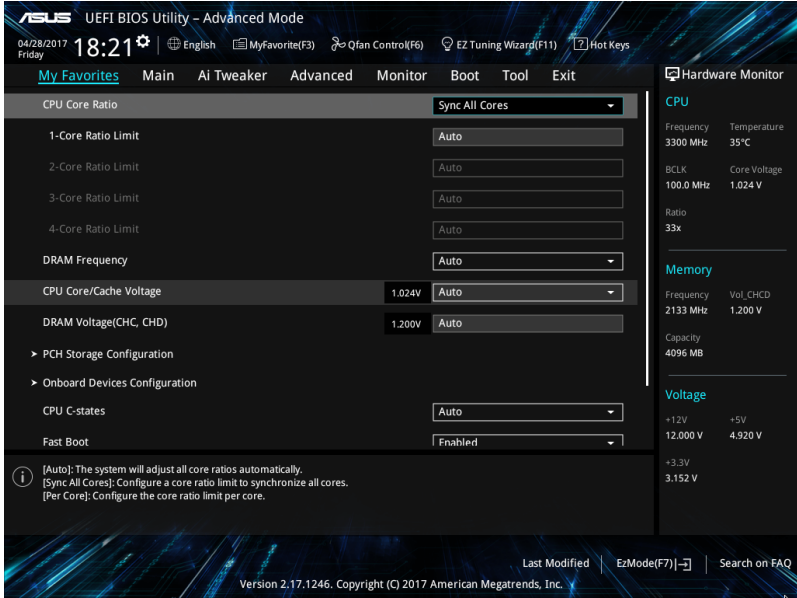 ASUS UEFI BIOS Utility – Advanced Mode
04/28/2017
Friday
18:21
English
MyFavorite(F3)
Qfan Control(F6)
EZ Tuning Wizard(F11)
? Hot Keys
My Favorites Main Ai Tweaker Advanced Monitor Boot Tool Exit
CPU Core Ratio Sync All Cores
1-Core Ratio Limit Auto
2-Core Ratio Limit Auto
3-Core Ratio Limit Auto
4-Core Ratio Limit Auto
DRAM Frequency Auto
CPU Core/Cache Voltage 1.024V Auto
DRAM Voltage(CHC, CHD) 1.200V Auto
PCH Storage Configuration
Onboard Devices Configuration
CPU C-states Auto
Fast Boot Enabled
[Auto]: The system will adjust all core ratios automatically.
[Sync All Cores]: Configure a core ratio limit to synchronize all cores.
[Per Core]: Configure the core ratio limit per core.
Hardware Monitor
CPU
Frequency Temperature
3300 MHz 35°C
BCLK Core Voltage
100.0 MHz 1.024 V
Ratio
33x
Memory
Frequency Vol_CHCD
2133 MHz 1.200 V
Capacity
4096 MB
Voltage
+12V +5V
12.000 V 4.920 V
+3.3V
3.152 V
Last Modified EzMode(F7) Search on FAQ
Version 2.17.1246. Copyright (C) 2017 American Megatrends, Inc.